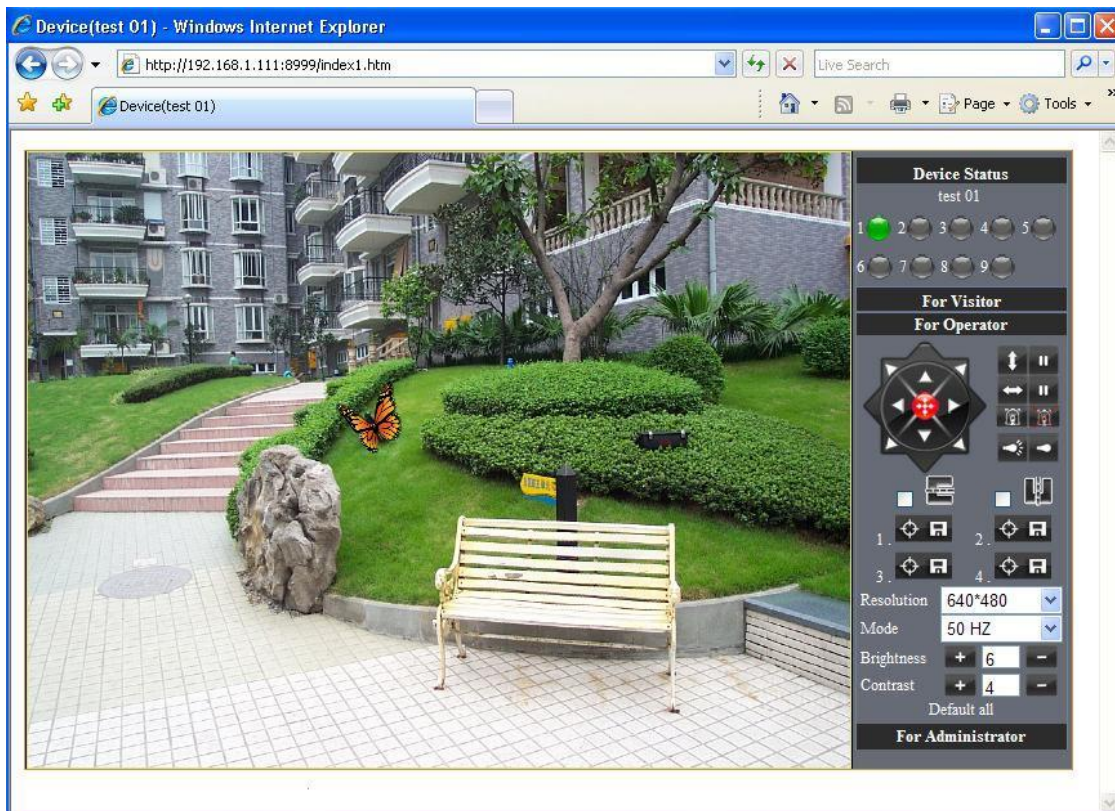 Device(test 01) - Windows Internet Explorer
http://192.168.1.111:8999/index1.htm
Live Search
Device(test 01)
Page
Tools
Device Status
test 01
1 2 3 4 5
6 7 8 9
For Visitor
For Operator
1 . 2 .
3 . 4 .
Resolution 640*480
Mode 50 HZ
Brightness + 6 -
Contrast + 4 -
Default all
For Administrator